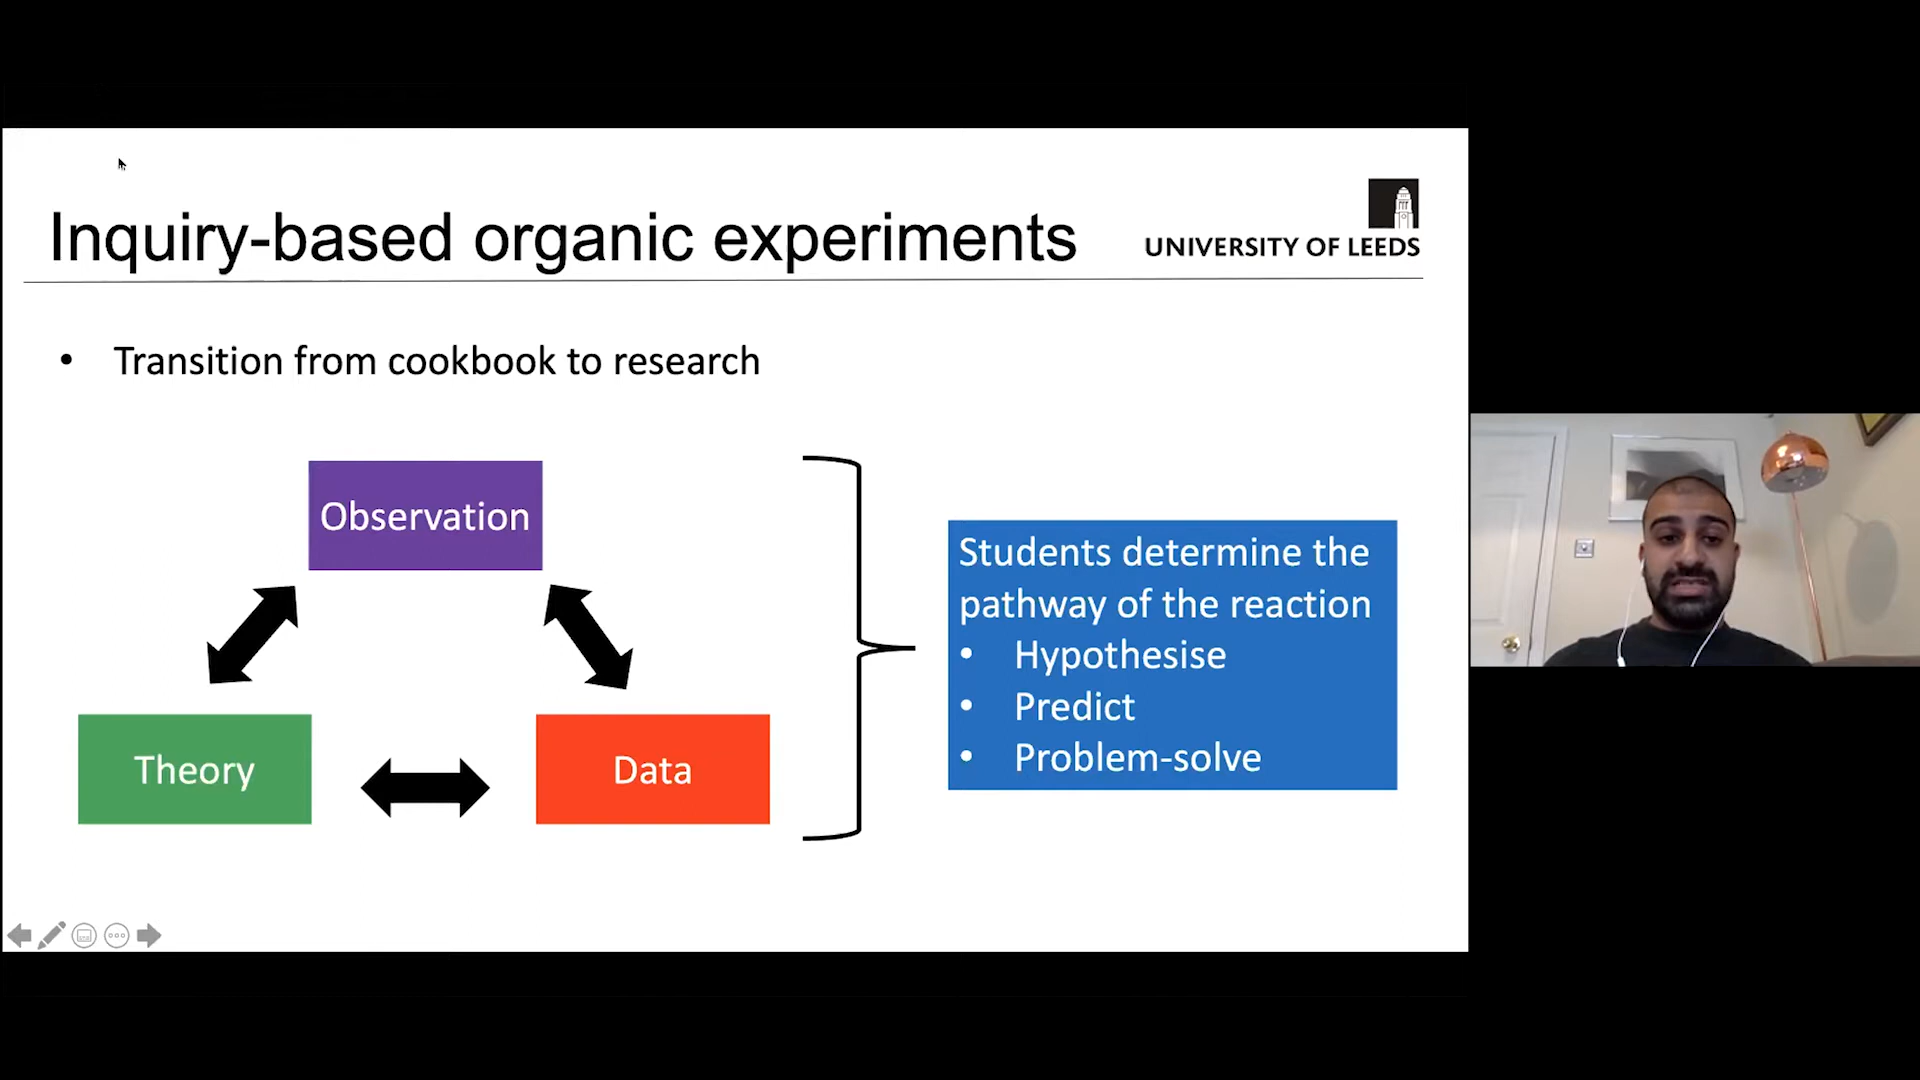 Inquiry-based organic experiments
UNIVERSITY OF LEEDS
• Transition from cookbook to research
Observation
Theory
Data
Students determine the
pathway of the reaction
• Hypothesise
• Predict
• Problem-solve